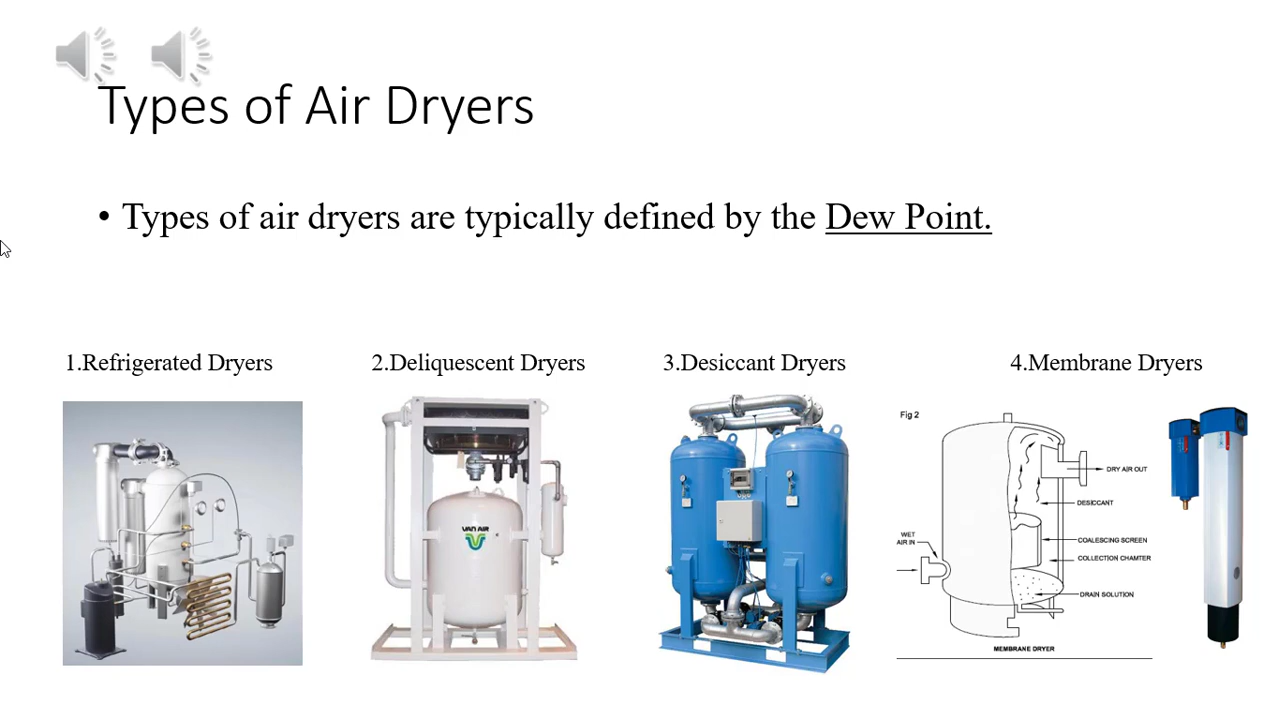 Types of Air Dryers
• Types of air dryers are typically defined by the Dew Point.
1.Refrigerated Dryers
2.Deliquescent Dryers
3.Desiccant Dryers
4.Membrane Dryers
VAN AIR
Fig 2
DRY AIR OUT
DESICCANT
WET
AIR IN
COALESCING SCREEN
COLLECTION CHAMTER
DRAIN SOLUTION
MEMBRANE DRYER